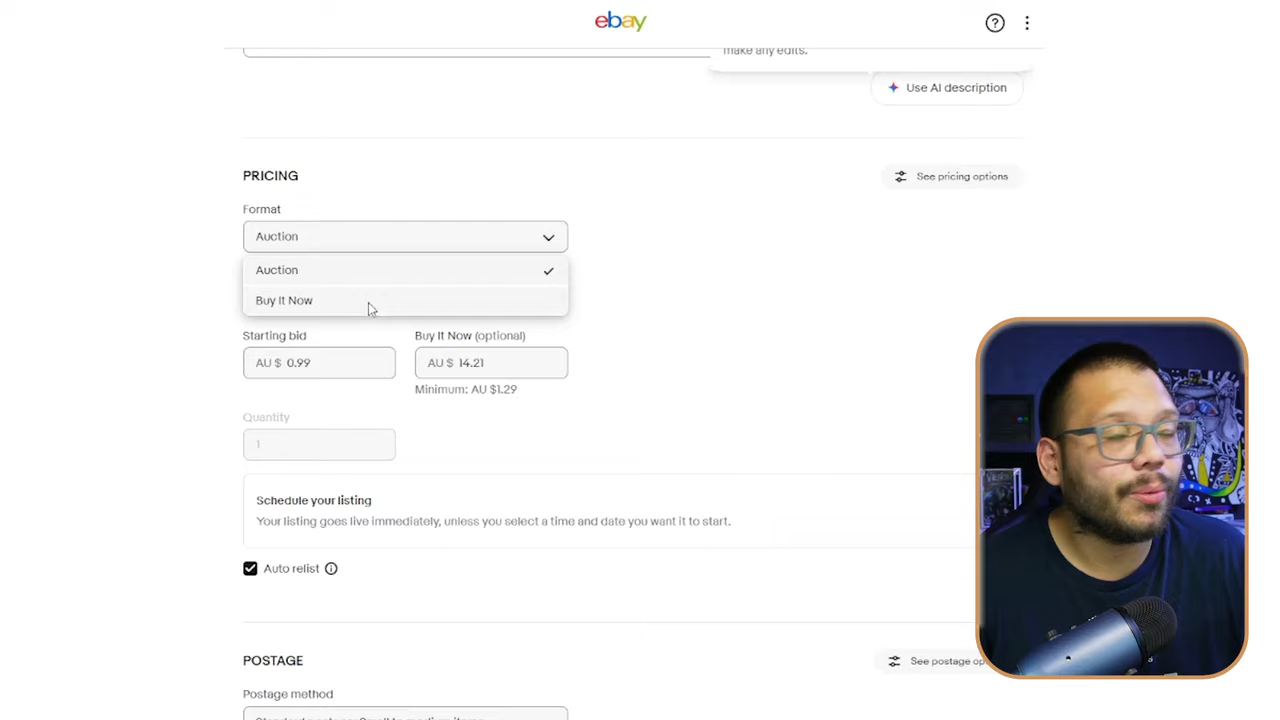 ebay
make any edits.
Use AI description
PRICING
See pricing options
Format
Auction
Auction
Buy It Now
Starting bid
Buy It Now (optional)
AU $ 0.99
AU $ 14.21
Minimum: AU $1.29
Quantity
1
Schedule your listing
Your listing goes live immediately, unless you select a time and date you want it to start.
Auto relist
POSTAGE
See postage op
Postage method